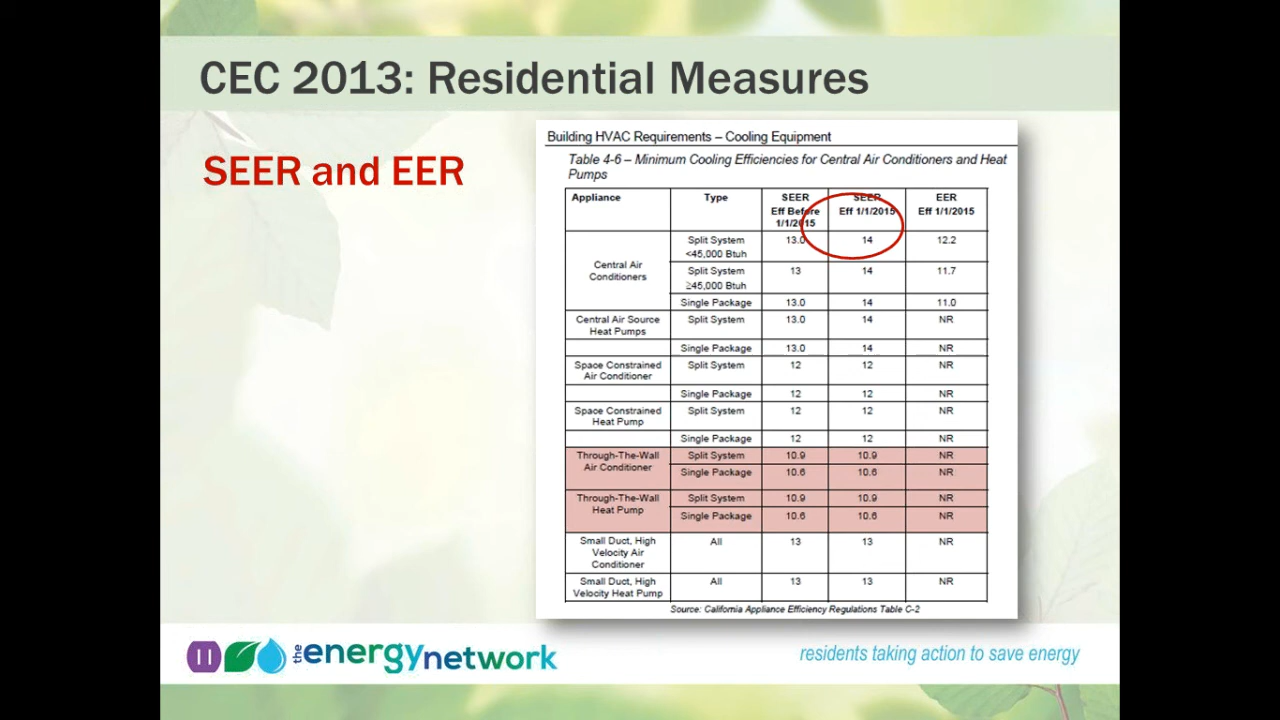 CEC 2013: Residential Measures
SEER and EER
Building HVAC Requirements – Cooling Equipment
Table 4-6 – Minimum Cooling Efficiencies for Central Air Conditioners and Heat
Pumps
Appliance Type SEER Eff Before 1/1/2015 SEER Eff 1/1/2015 EER Eff 1/1/2015
Central Air Conditioners Split System <45,000 Btuh 13.0 14 12.2
Split System ≥45,000 Btuh 13 14 11.7
Single Package 13.0 14 11.0
Central Air Source Heat Pumps Split System 13.0 14 NR
Single Package 13.0 14 NR
Space Constrained Air Conditioner Split System 12 12 NR
Single Package 12 12 NR
Space Constrained Heat Pump Split System 12 12 NR
Single Package 12 12 NR
Through-The-Wall Air Conditioner Split System 10.9 10.9 NR
Single Package 10.6 10.6 NR
Through-The-Wall Heat Pump Split System 10.9 10.9 NR
Single Package 10.6 10.6 NR
Small Duct, High Velocity Air Conditioner All 13 13 NR
Small Duct, High Velocity Heat Pump All 13 13 NR
Source: California Appliance Efficiency Regulations Table C-2
the energynetwork
residents taking action to save energy